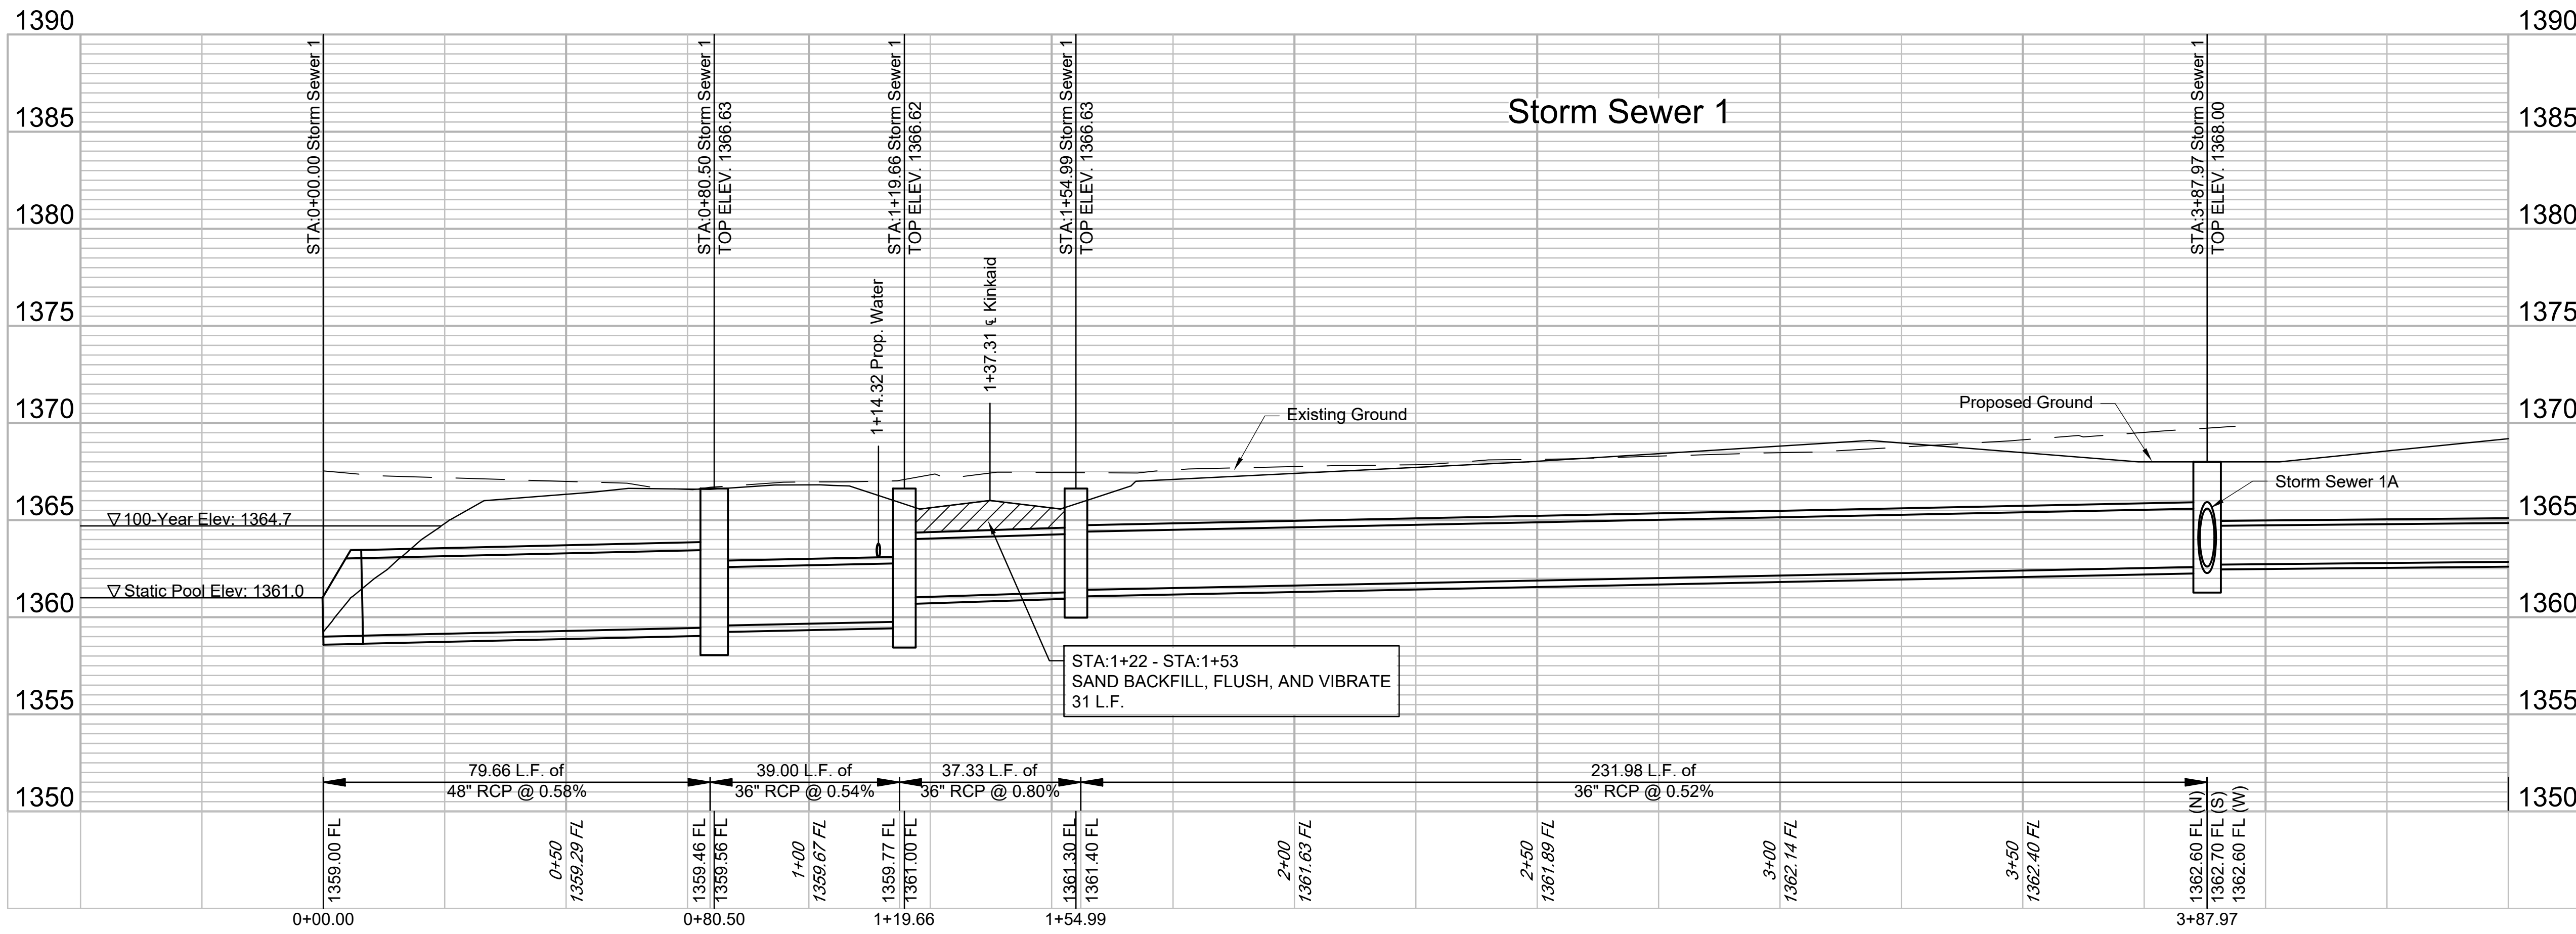 Storm Sewer 1
1390
1385
1380
1375
1370
1365
1360
1355
1350
1390
1385
1380
1375
1370
1365
1360
1355
1350
STA:0+00.00 Storm Sewer 1
STA:0+80.50 Storm Sewer 1
TOP ELEV. 1366.63
STA:1+19.66 Storm Sewer 1
TOP ELEV. 1366.62
STA:1+54.99 Storm Sewer 1
TOP ELEV. 1366.63
STA:3+87.97 Storm Sewer 1
TOP ELEV. 1368.00
1+14.32 Prop. Water
1+37.31 ℄ Kinkaid
Existing Ground
Proposed Ground
Storm Sewer 1A
▽ 100-Year Elev: 1364.7
▽ Static Pool Elev: 1361.0
STA:1+22 - STA:1+53
SAND BACKFILL, FLUSH, AND VIBRATE
31 L.F.
79.66 L.F. of
48" RCP @ 0.58%
39.00 L.F. of
36" RCP @ 0.54%
37.33 L.F. of
36" RCP @ 0.80%
231.98 L.F. of
36" RCP @ 0.52%
1359.00 FL
0+50
1359.29 FL
1359.46 FL
1359.56 FL
1+00
1359.67 FL
1359.77 FL
1361.00 FL
1361.30 FL
1361.40 FL
2+00
1361.63 FL
2+50
1361.89 FL
3+00
1362.14 FL
3+50
1362.40 FL
1362.60 FL (N)
1362.70 FL (S)
1362.60 FL (W)
0+00.00
0+80.50
1+19.66
1+54.99
3+87.97